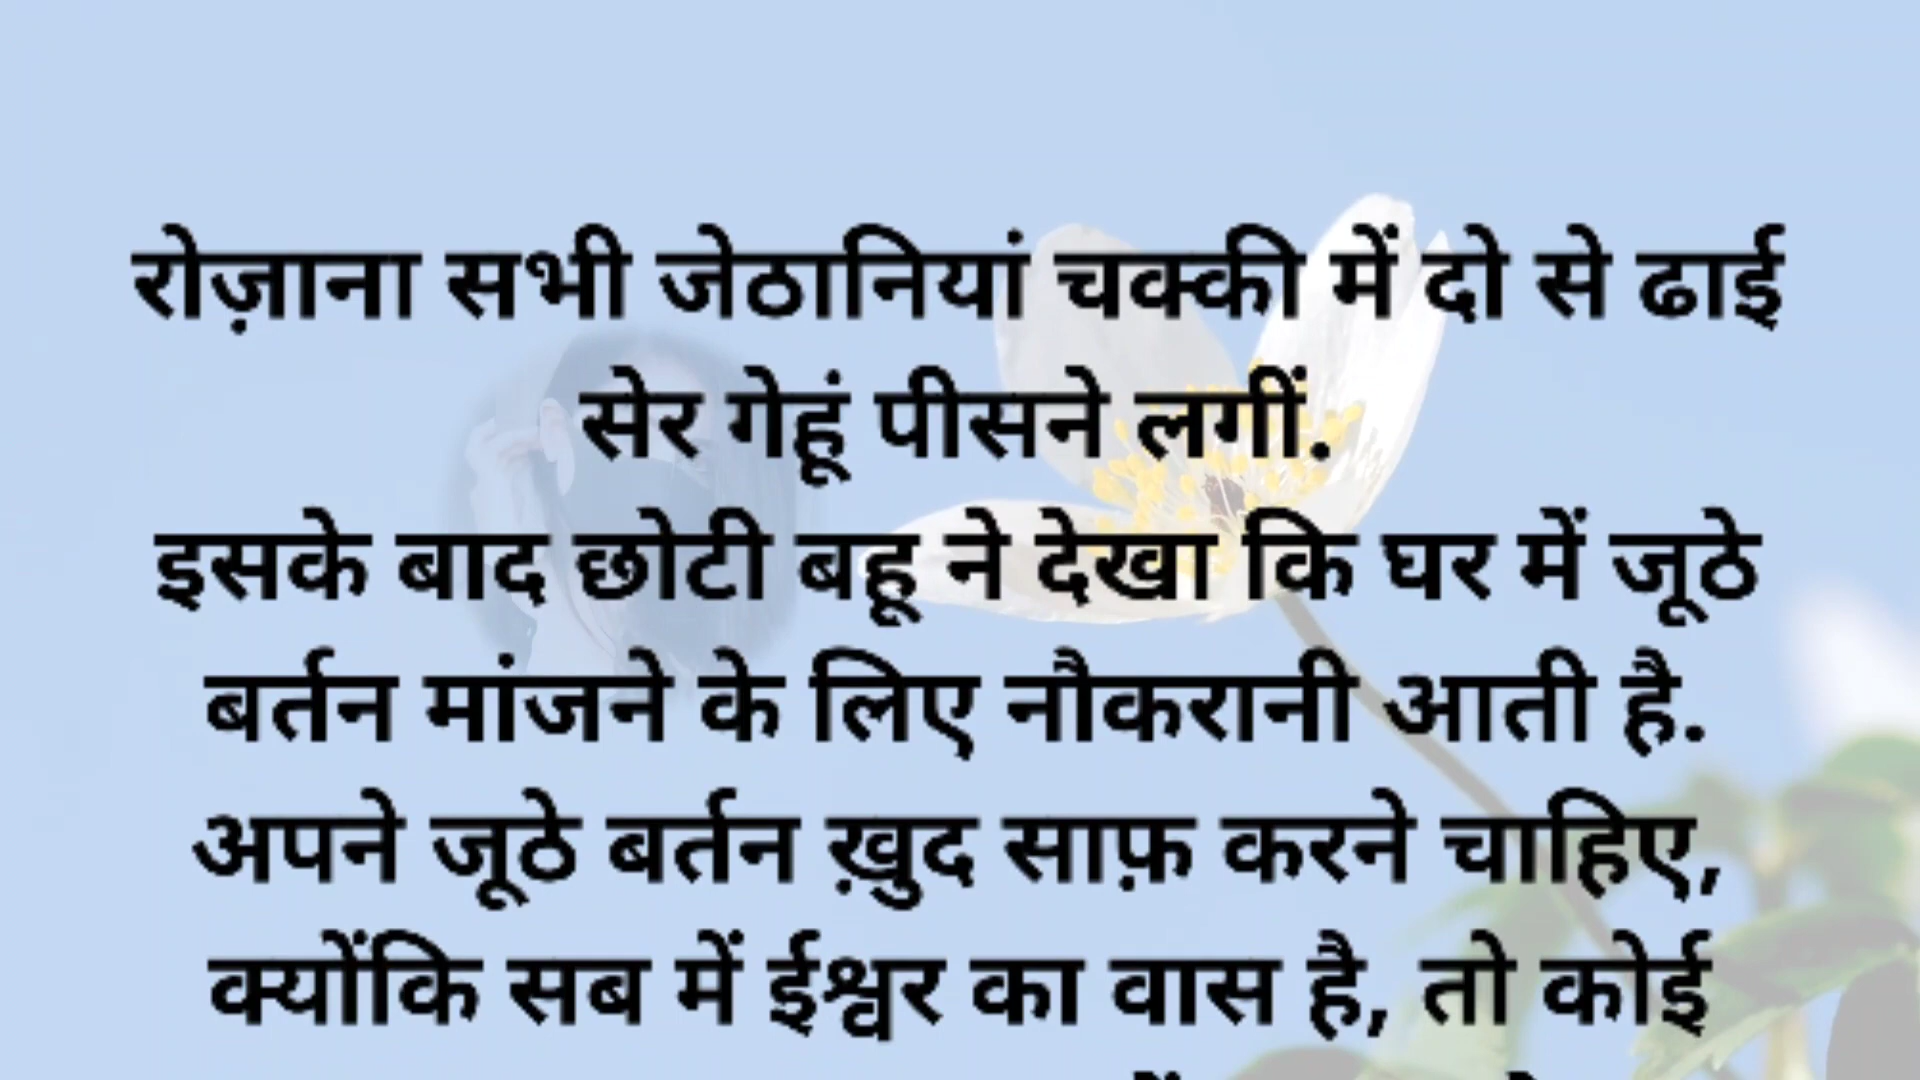 रोज़ाना सभी जेठानियां चक्की में दो से ढाई
सेर गेहूं पीसने लगीं.
इसके बाद छोटी बहू ने देखा कि घर में जूठे
बर्तन मांजने के लिए नौकरानी आती है.
अपने जूठे बर्तन ख़ुद साफ़ करने चाहिए,
क्योंकि सब में ईश्वर का वास है, तो कोई